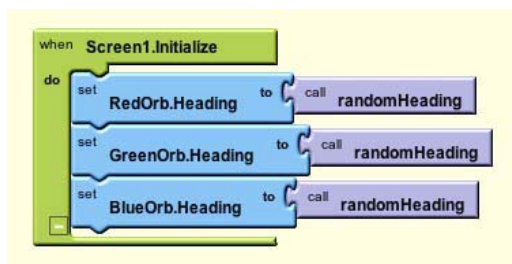 when Screen1.Initialize
do
set RedOrb.Heading to call randomHeading
set GreenOrb.Heading to call randomHeading
set BlueOrb.Heading to call randomHeading